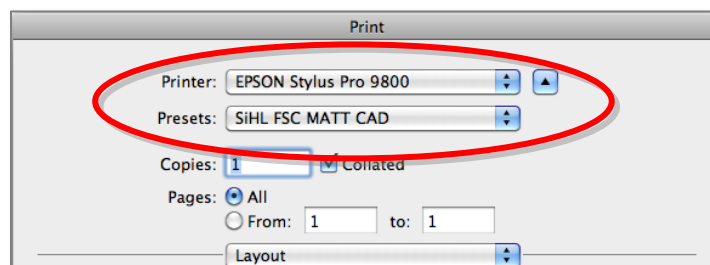 Print
Printer: EPSON Stylus Pro 9800
Presets: SiHL FSC MATT CAD
Copies: 1 Collated
Pages: All
From: 1 to: 1
Layout